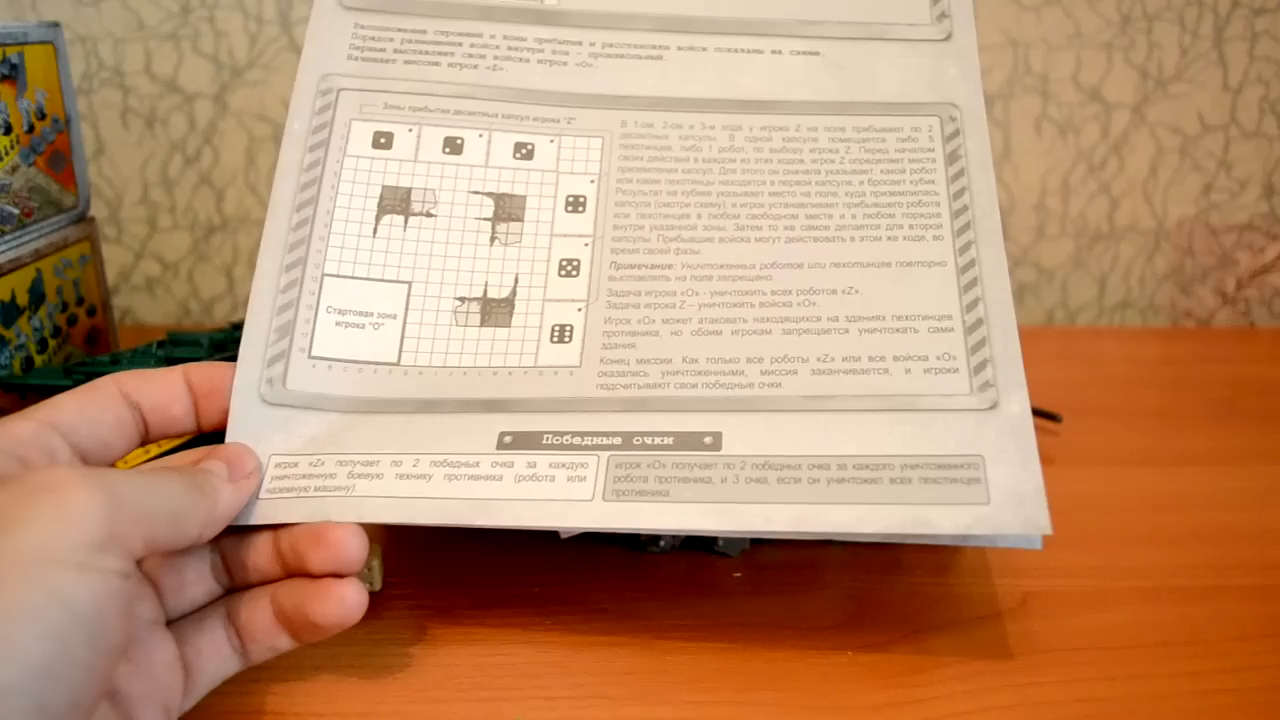 Расположение строений и зоны прибытия и расстановки войск показаны на схеме.
Порядок размещения войск внутри зон - произвольный.
Первым выставляет свои войска игрок «О».
Начинает миссию игрок «Z».
Зоны прибытия десантных капсул игрока "Z"
Стартовая зона
игрока "О"
В 1-ом, 2-ом и 3-м ходе у игрока Z на поле прибывают по 2
десантных капсулы. В одной капсуле помещается либо 5
пехотинцев, либо 1 робот, по выбору игрока Z. Перед началом
своих действий в каждом из этих ходов, игрок Z определяет места
приземления капсул. Для этого он сначала указывает, какой робот
или какие пехотинцы находятся в первой капсуле, и бросает кубик.
Результат на кубике указывает место на поле, куда приземлилась
капсула (смотри схему), и игрок устанавливает прибывшего робота
или пехотинцев в любом свободном месте и в любом порядке
внутри указанной зоны. Затем то же самое делается для второй
капсулы. Прибывшие войска могут действовать в этом же ходе, во
время своей фазы.
Примечание: Уничтоженных роботов или пехотинцев повторно
выставлять на поле запрещено.
Задача игрока «О» - уничтожить всех роботов «Z».
Задача игрока Z – уничтожить войска «О».
Игрок «О» может атаковать находящихся на зданиях пехотинцев
противника, но обоим игрокам запрещается уничтожать сами
здания.
Конец миссии. Как только все роботы «Z» или все войска «О»
оказались уничтоженными, миссия заканчивается, и игроки
подсчитывают свои победные очки.
Победные очки
игрок «Z» получает по 2 победных очка за каждую
уничтоженную боевую технику противника (робота или
наземную машину).
игрок «О» получает по 2 победных очка за каждого уничтоженного
робота противника, и 3 очка, если он уничтожил всех пехотинцев
противника.